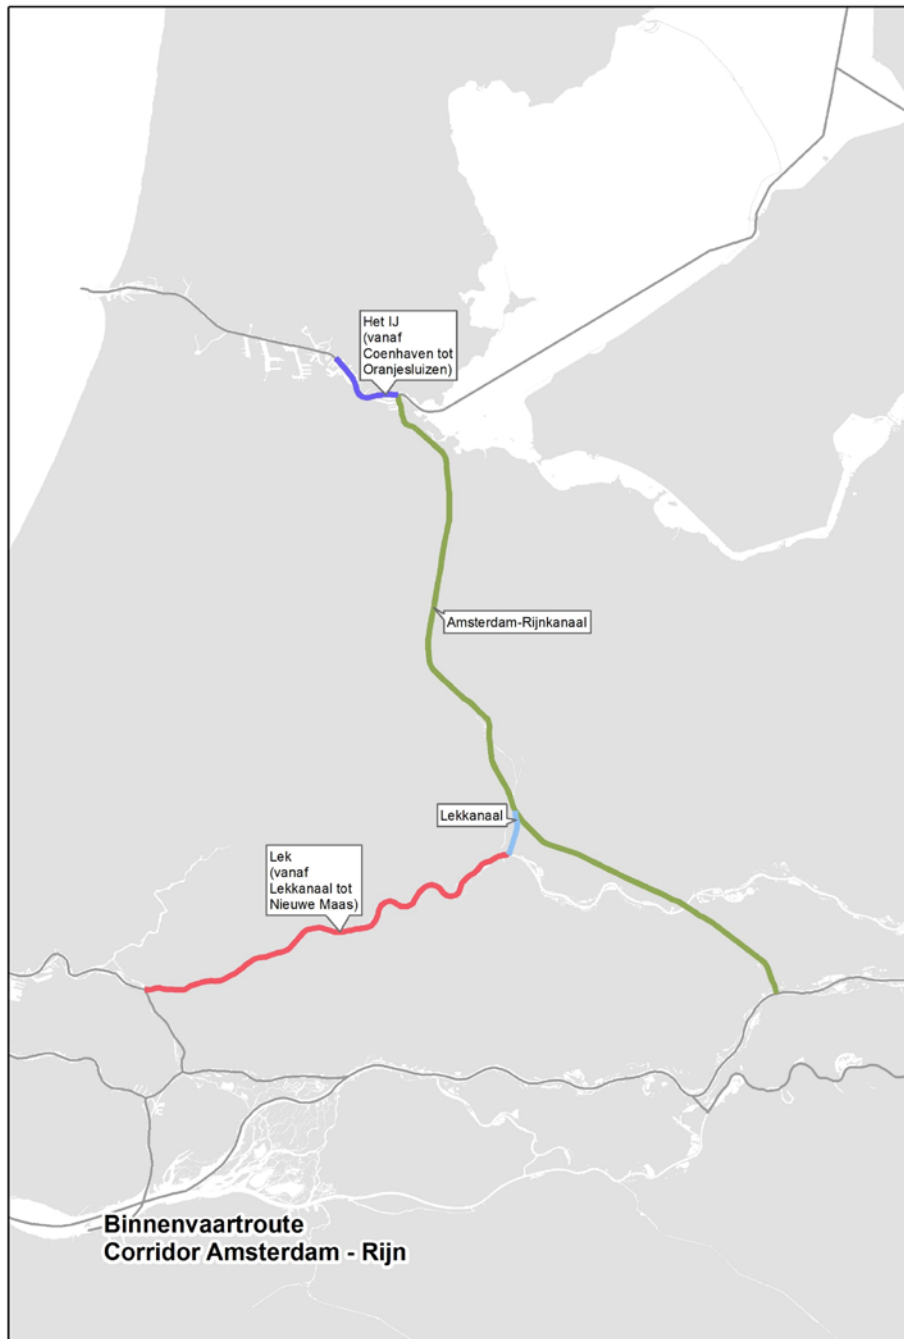 Het IJ
(vanaf
Coenhaven tot
Oranjesluizen)
Amsterdam-Rijnkanaal
Lekkanaal
Lek
(vanaf
Lekkanaal tot
Nieuwe Maas)
Binnenvaartroute
Corridor Amsterdam - Rijn